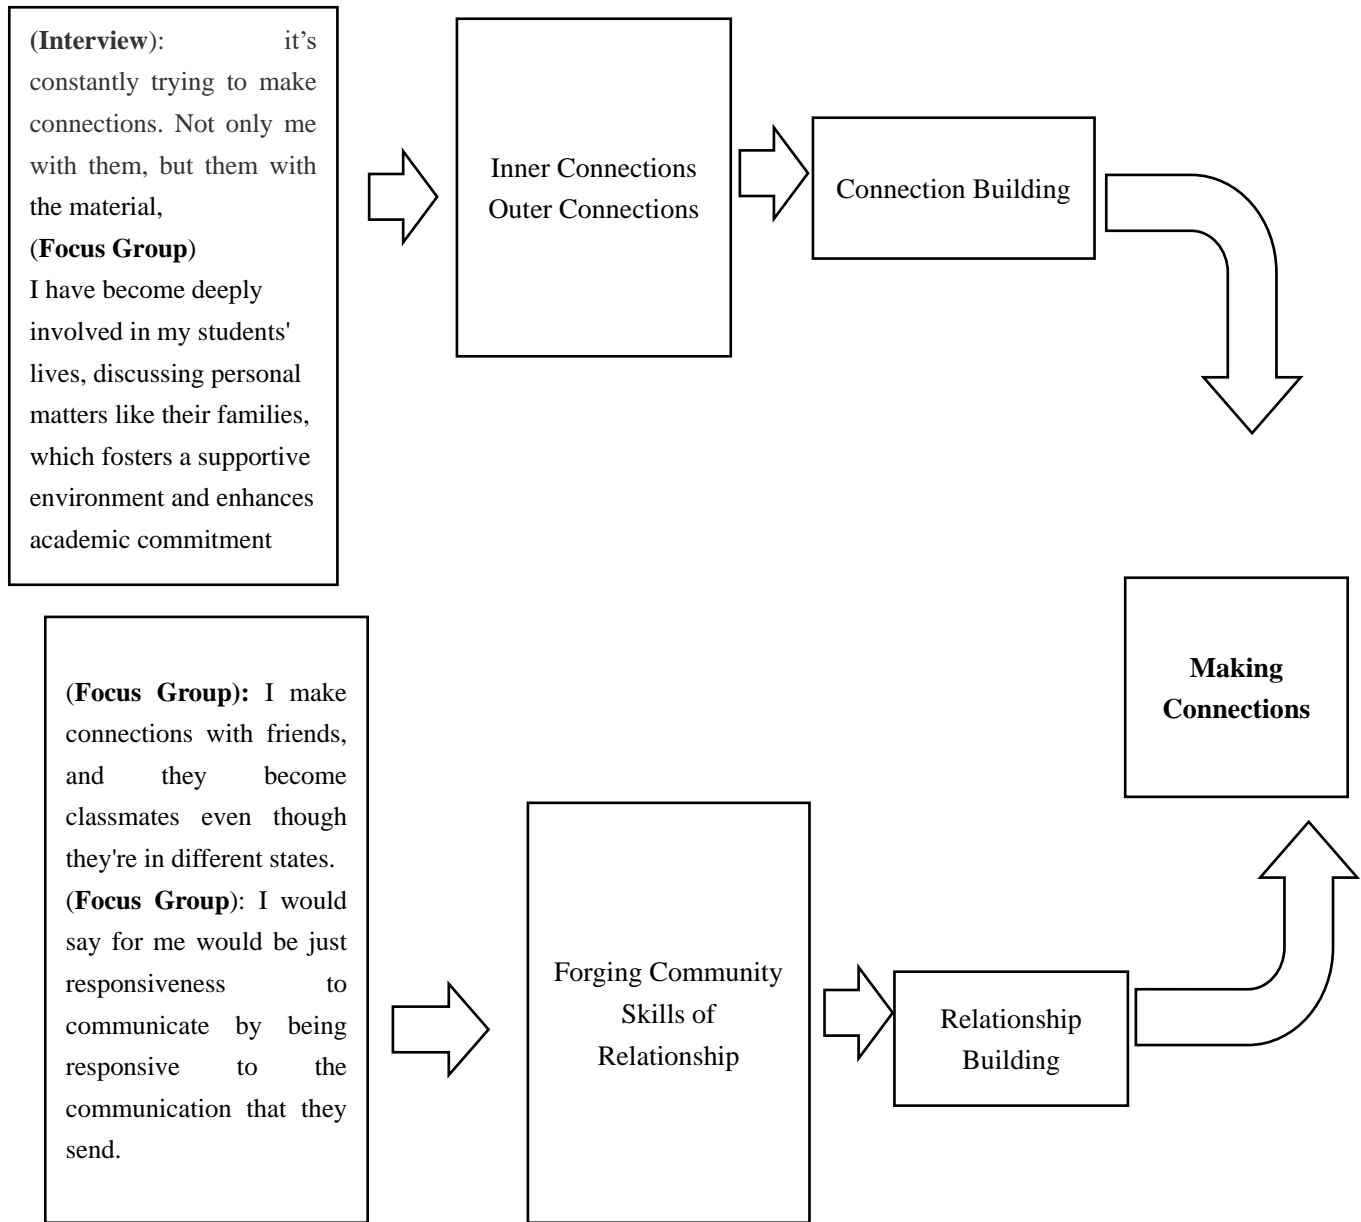 (Interview): it’s
constantly trying to make
connections. Not only me
with them, but them with
the material,
(Focus Group)
I have become deeply
involved in my students'
lives, discussing personal
matters like their families,
which fosters a supportive
environment and enhances
academic commitment
Inner Connections
Outer Connections
Connection Building
Making
Connections
(Focus Group): I make
connections with friends,
and they become
classmates even though
they're in different states.
(Focus Group): I would
say for me would be just
responsiveness to
communicate by being
responsive to the
communication that they
send.
Forging Community
Skills of
Relationship
Relationship
Building